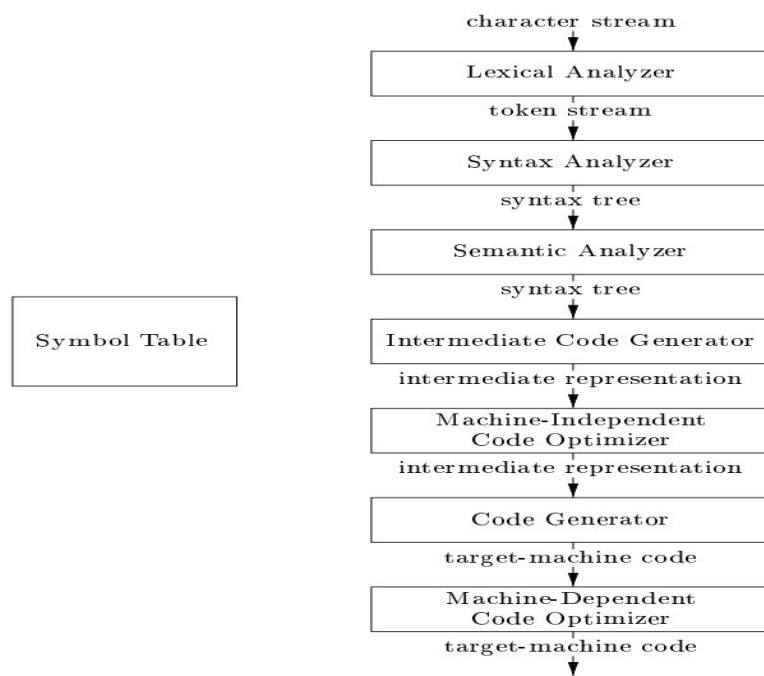 character stream
Lexical Analyzer
token stream
Syntax Analyzer
syntax tree
Semantic Analyzer
syntax tree
Symbol Table
Intermediate Code Generator
intermediate representation
Machine-Independent
Code Optimizer
intermediate representation
Code Generator
target-machine code
Machine-Dependent
Code Optimizer
target-machine code